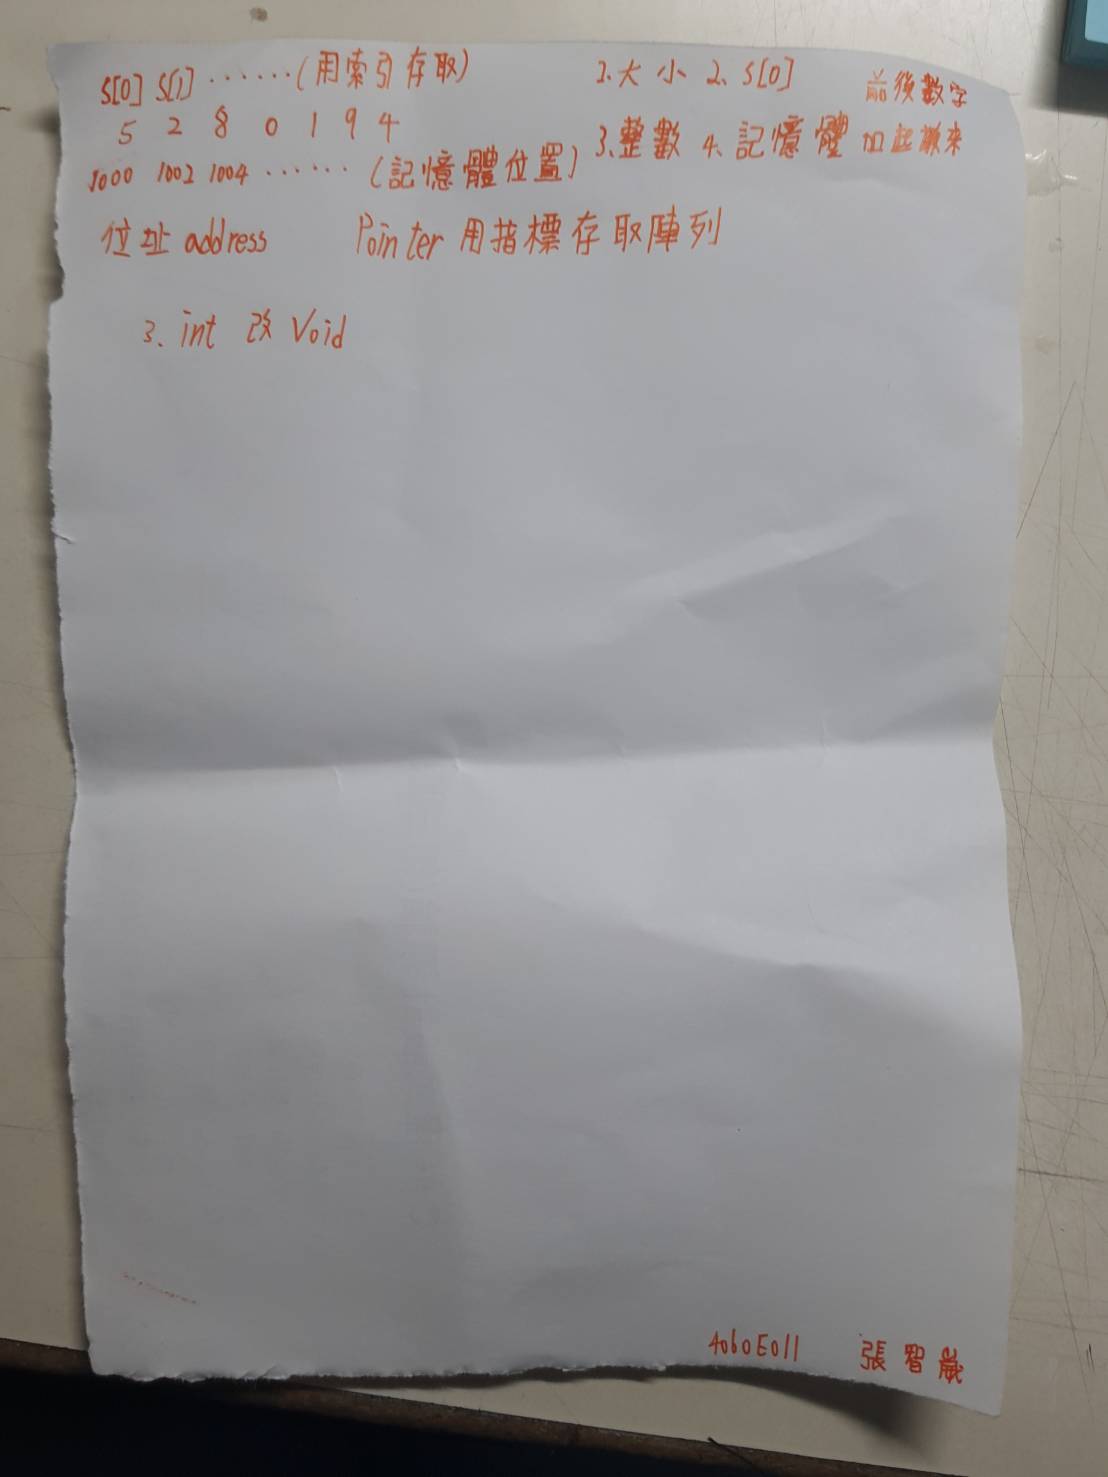 S[0] S[1] ······(用索引存取)
5 2 8 0 1 9 4
1000 1002 1004 ······ (記憶體位置)
1.大小 2. S[0]
3.整數 4.記憶體
前後數字
加起來
位址 address Pointer 用指標存取陣列
3. int 改 Void
4060E011 張智